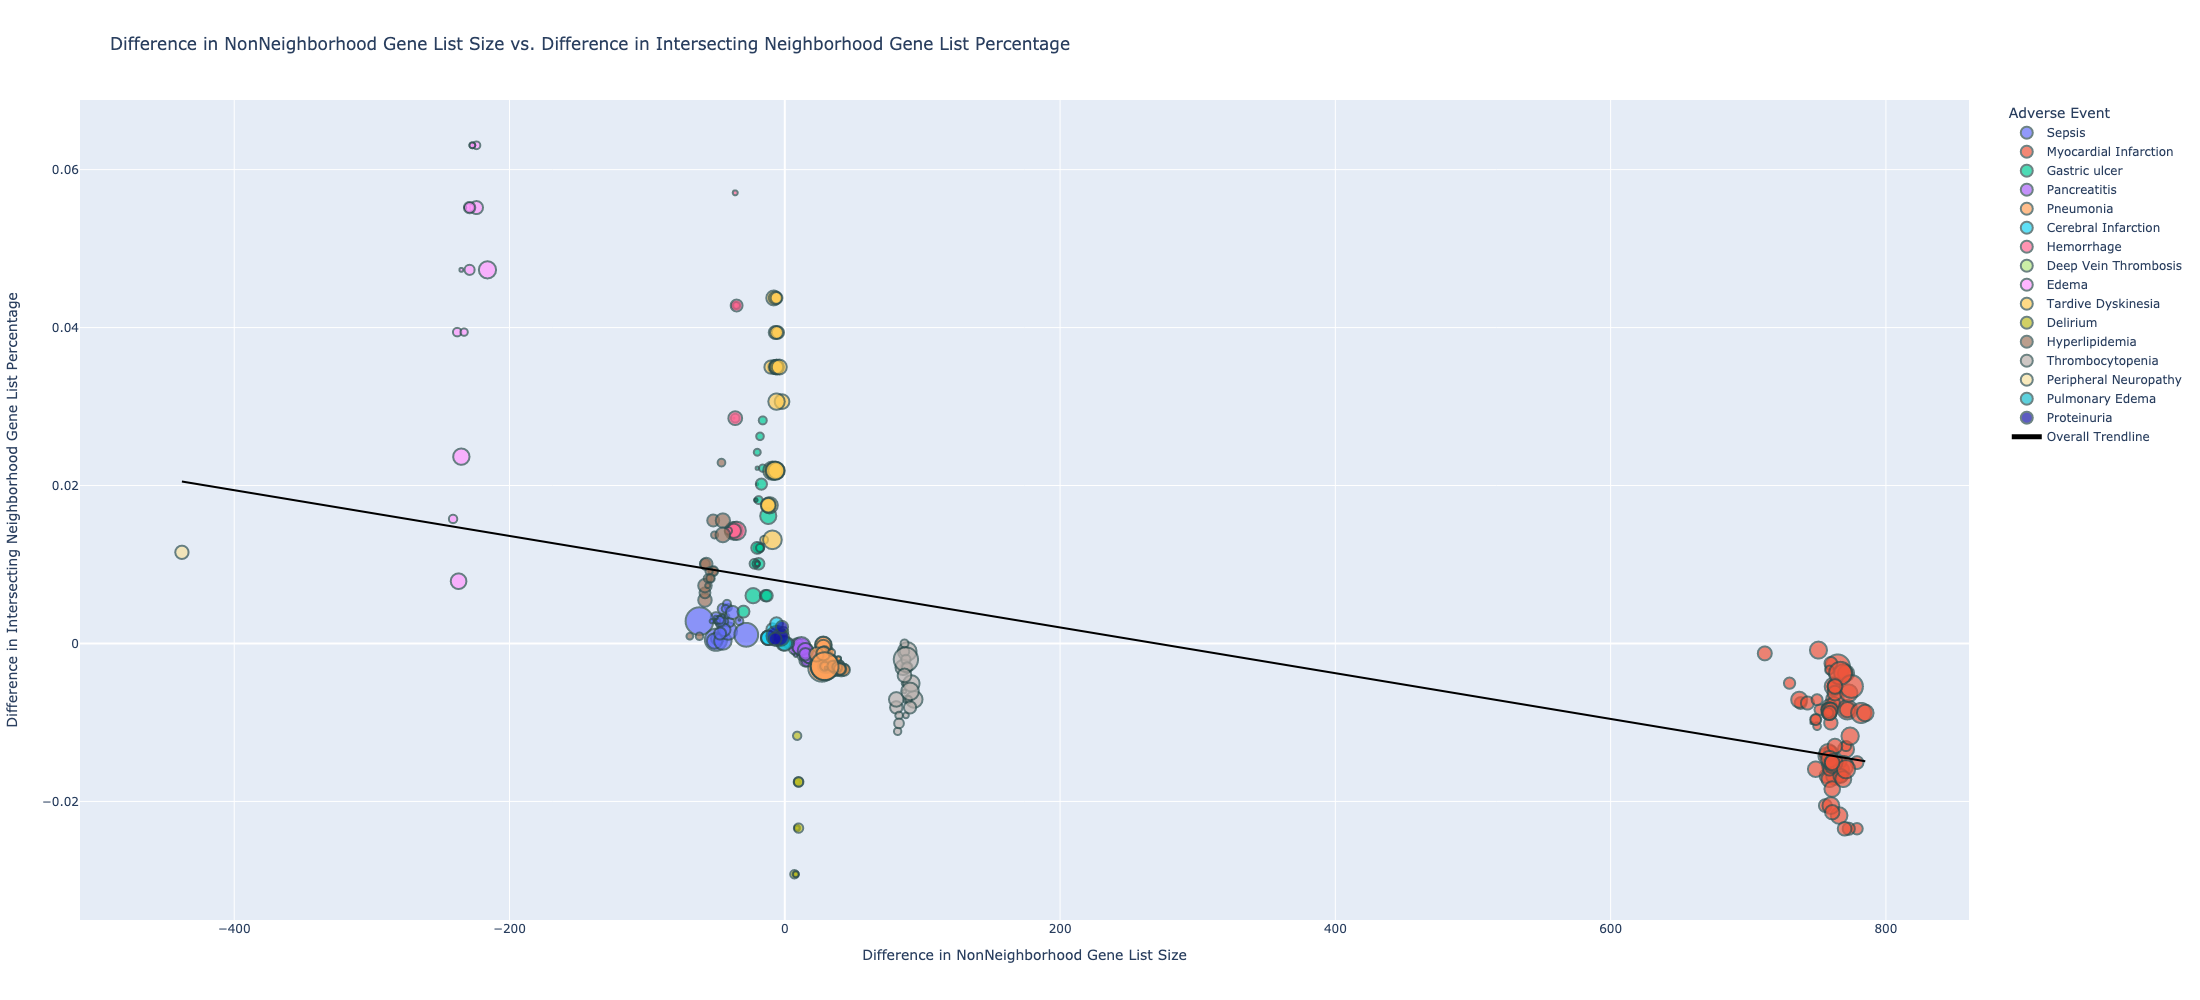 Difference in NonNeighborhood Gene List Size vs. Difference in Intersecting Neighborhood Gene List Percentage
Difference in Intersecting Neighborhood Gene List Percentage
0.06
0.04
0.02
0
−0.02
−400
−200
0
200
400
600
800
Difference in NonNeighborhood Gene List Size
Adverse Event
Sepsis
Myocardial Infarction
Gastric ulcer
Pancreatitis
Pneumonia
Cerebral Infarction
Hemorrhage
Deep Vein Thrombosis
Edema
Tardive Dyskinesia
Delirium
Hyperlipidemia
Thrombocytopenia
Peripheral Neuropathy
Pulmonary Edema
Proteinuria
Overall Trendline